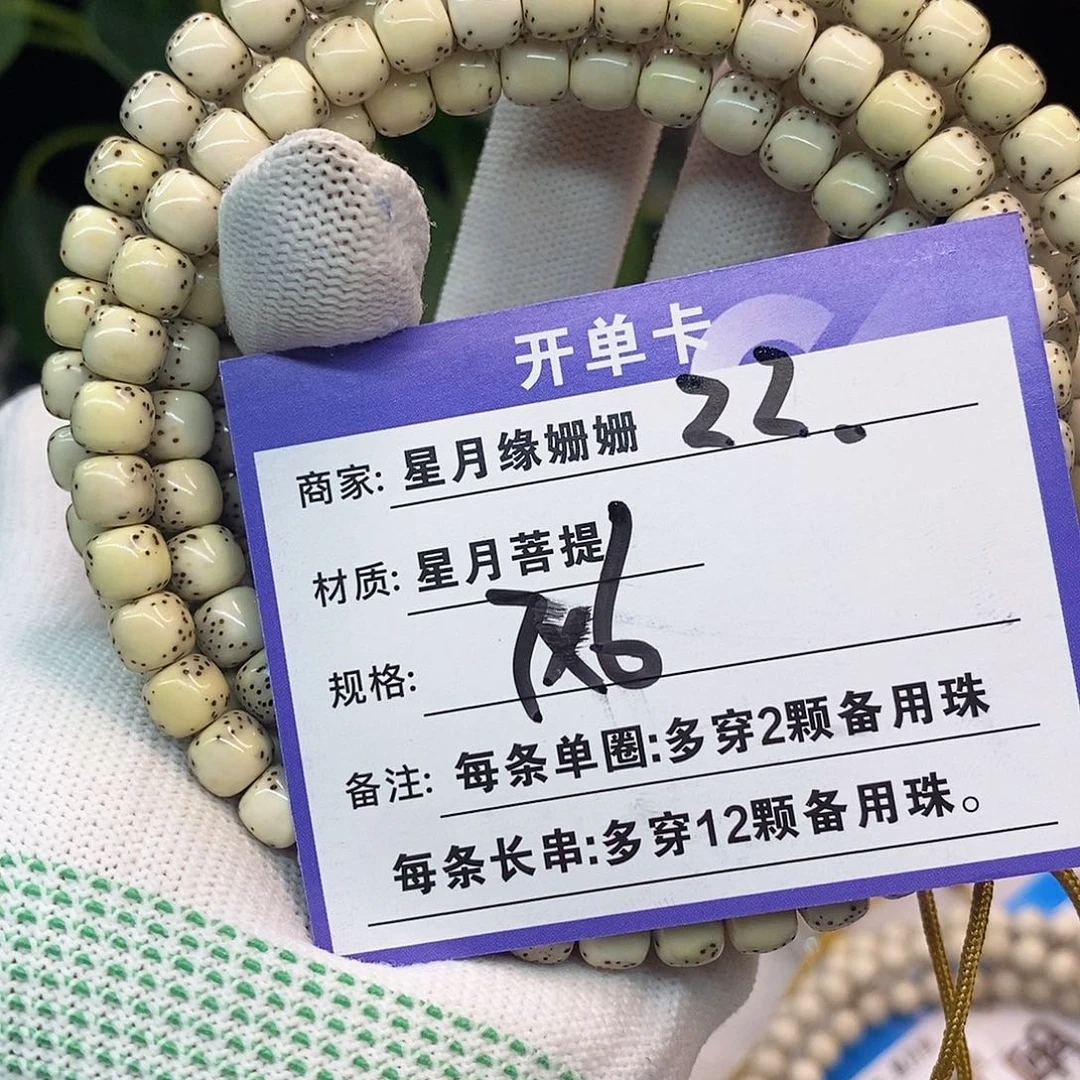 开单卡
商家: 星月缘姗姗 22.
材质: 星月菩提
规格: 7x6
备注: 每条单圈:多穿2颗备用珠
每条长串:多穿12颗备用珠。